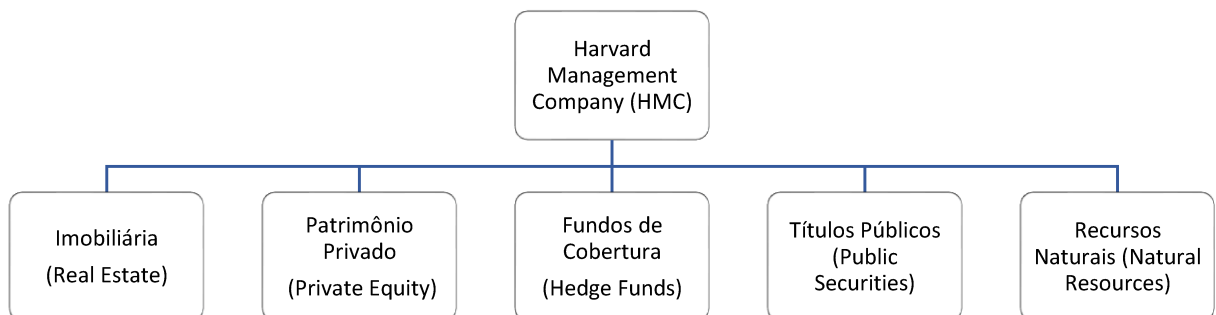 Harvard
Management
Company (HMC)
Imobiliária
(Real Estate)
Patrimônio
Privado
(Private Equity)
Fundos de
Cobertura
(Hedge Funds)
Títulos Públicos
(Public
Securities)
Recursos
Naturais (Natural
Resources)